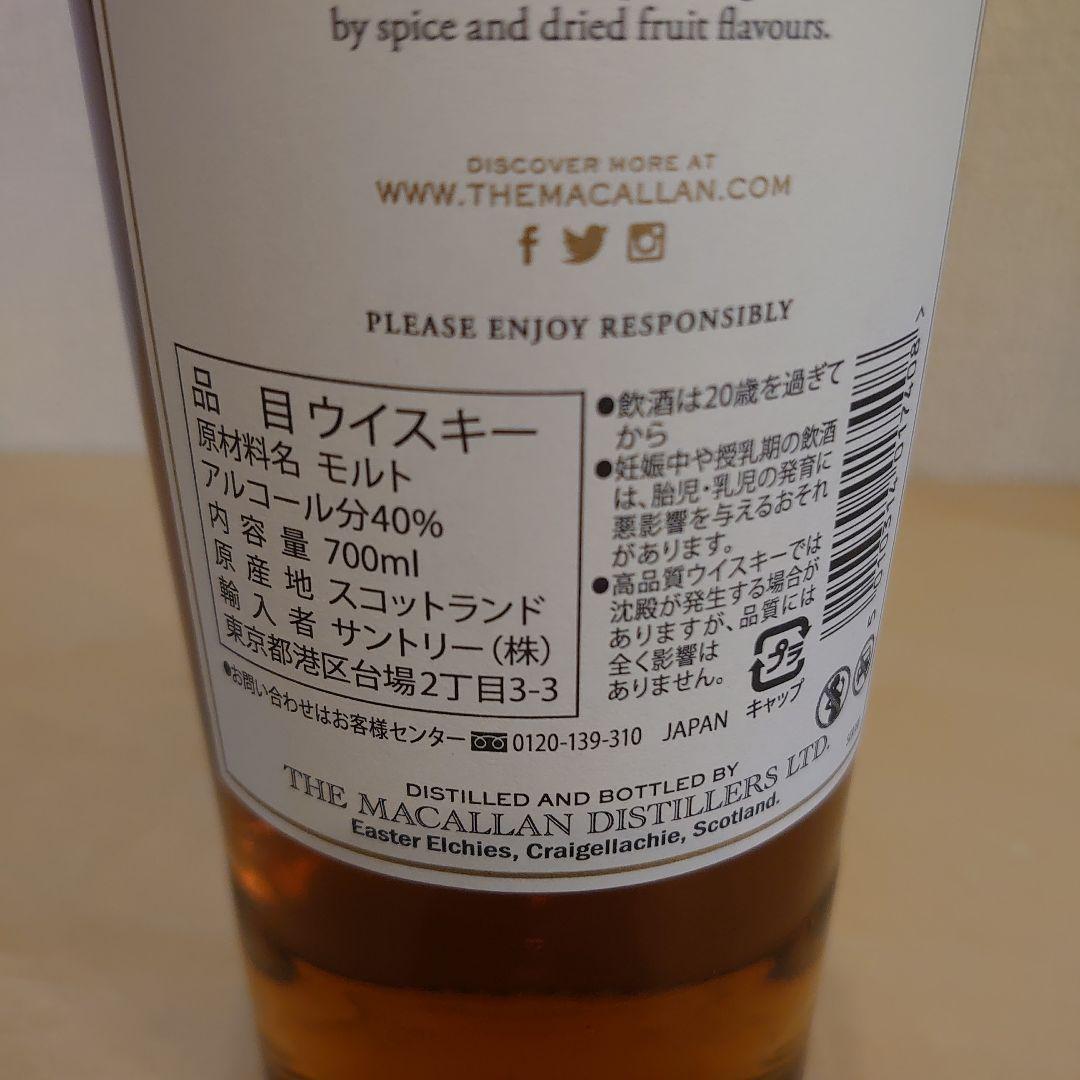 by spice and dried fruit flavours.
DISCOVER MORE AT
WWW.THEMACALLAN.COM
PLEASE ENJOY RESPONSIBLY
品目 ウイスキー
原材料名 モルト
アルコール分40%
内容量 700ml
原産地 スコットランド
輸入者 サントリー(株)
東京都港区台場2丁目3-3
●お問い合わせはお客様センター 0120-139-310 JAPAN
●飲酒は20歳を過ぎて
から
●妊娠中や授乳期の飲酒
は、胎児・乳児の発育に
悪影響を与えるおそれ
があります。
●高品質ウイスキーでは
沈殿が発生する場合が
ありますが、品質には
全く影響は
ありません。
プラ
キャップ
DISTILLED AND BOTTLED BY
THE MACALLAN DISTILLERS LTD.
Easter Elchies, Craigellachie, Scotland.